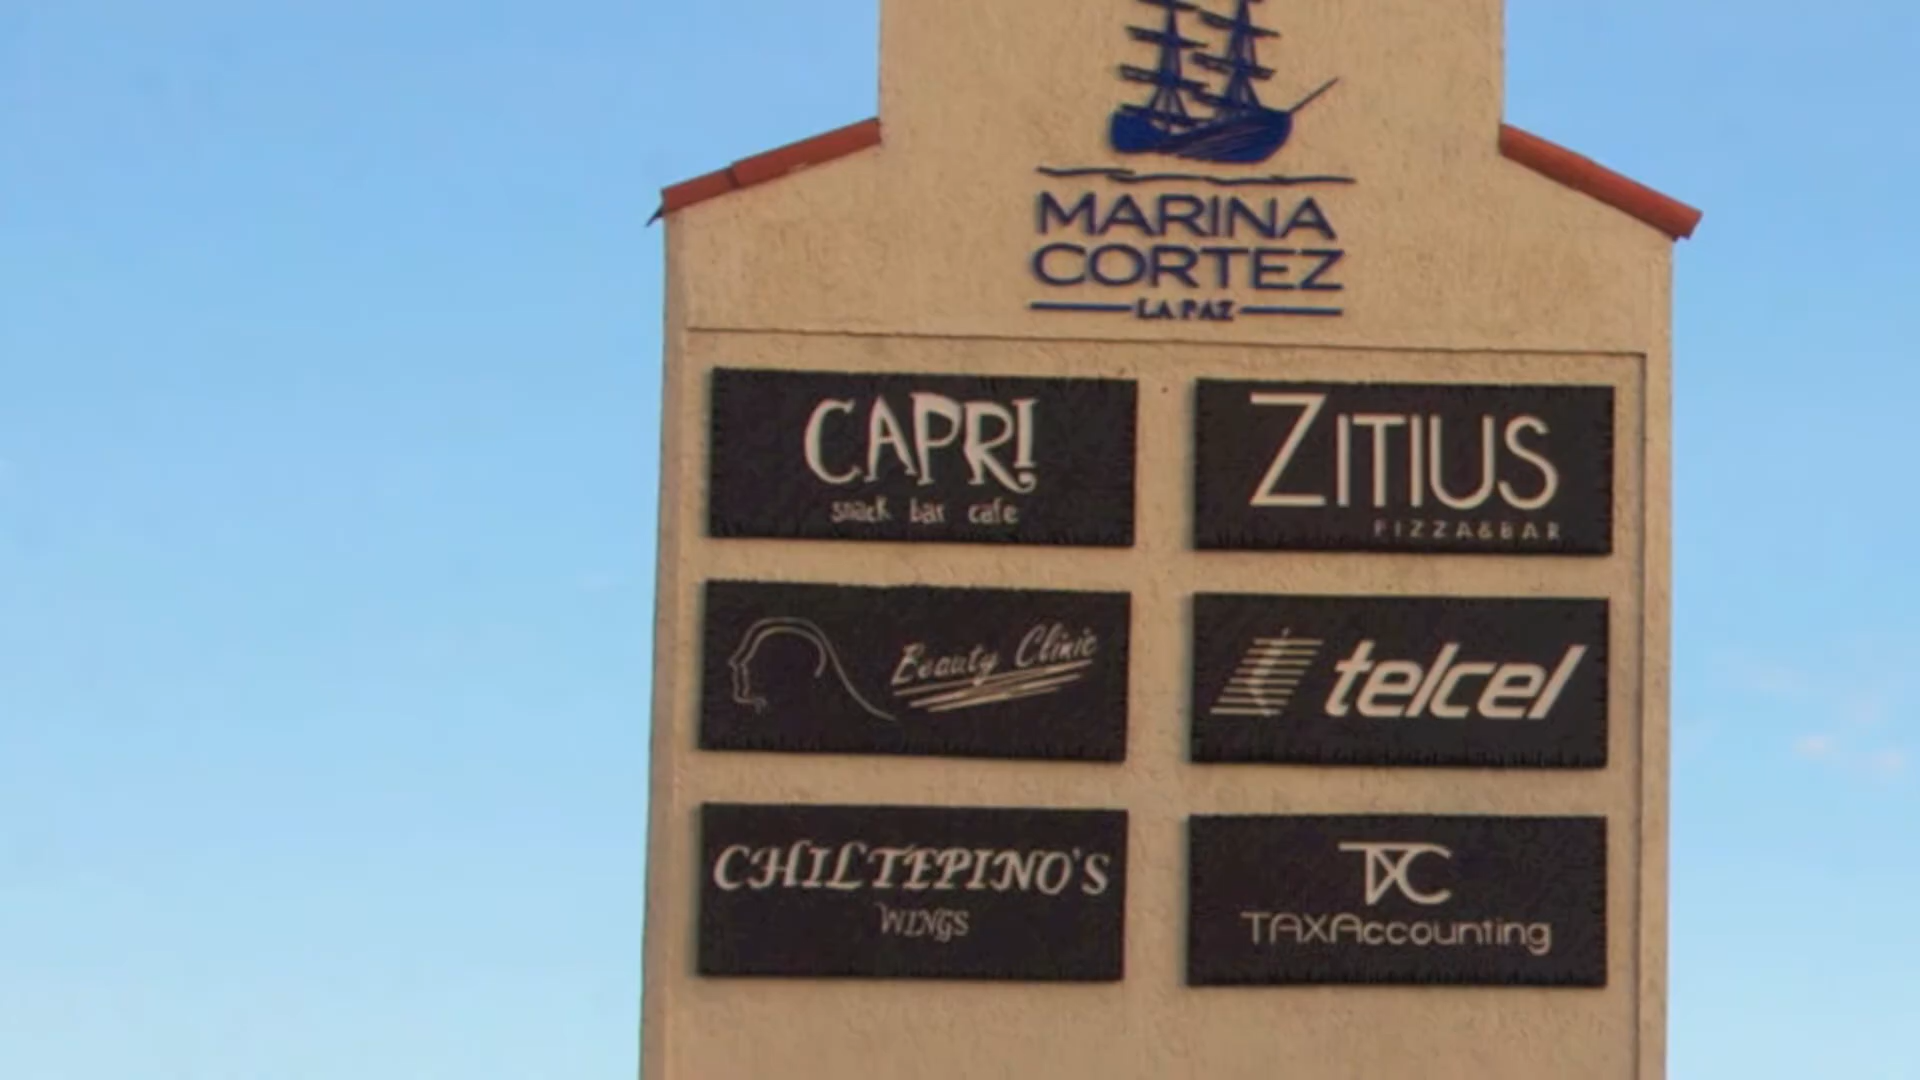 MARINA
CORTEZ
LA PAZ
CAPRI
snack bar cafe
ZITIUS
PIZZA&BAR
Beauty Clinic
telcel
CHILTEPINO'S
WINGS
TXC
TAXAccounting